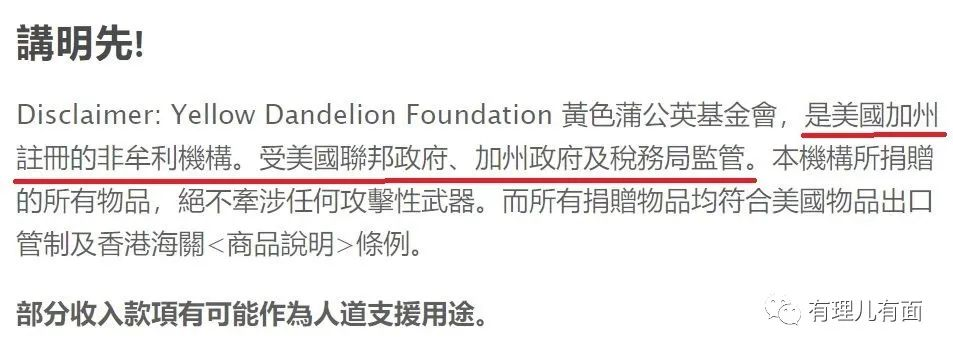 講明先!
Disclaimer: Yellow Dandelion Foundation 黃色蒲公英基金會，是美國加州
註冊的非牟利機構。受美國聯邦政府、加州政府及稅務局監管。本機構所捐贈
的所有物品，絕不牽涉任何攻擊性武器。而所有捐贈物品均符合美國物品出口
管制及香港海關<商品說明>條例。
部分收入款項有可能作為人道支援用途。
有理儿有面